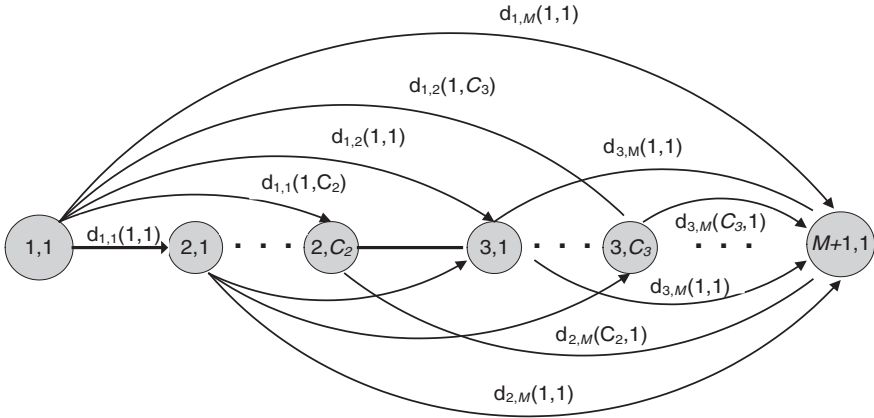 d1,M(1,1)
d1,2(1,C3)
d1,2(1,1)
d3,M(1,1)
d1,1(1,C2)
d3,M(C3,1)
d1,1(1,1)
1,1
2,1
· · ·
2,C2
3,1
· · ·
3,C3
· · ·
M+1,1
d3,M(1,1)
d2,M(C2,1)
d2,M(1,1)